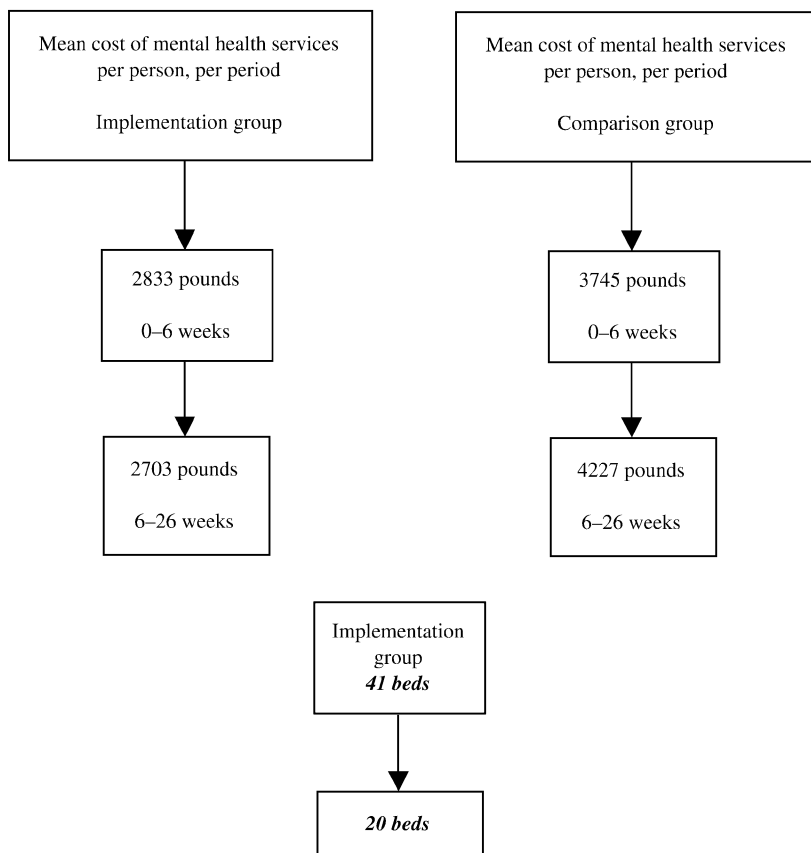 Mean cost of mental health services
per person, per period
Implementation group
2833 pounds
0–6 weeks
2703 pounds
6–26 weeks
Mean cost of mental health services
per person, per period
Comparison group
3745 pounds
0–6 weeks
4227 pounds
6–26 weeks
Implementation
group
41 beds
20 beds